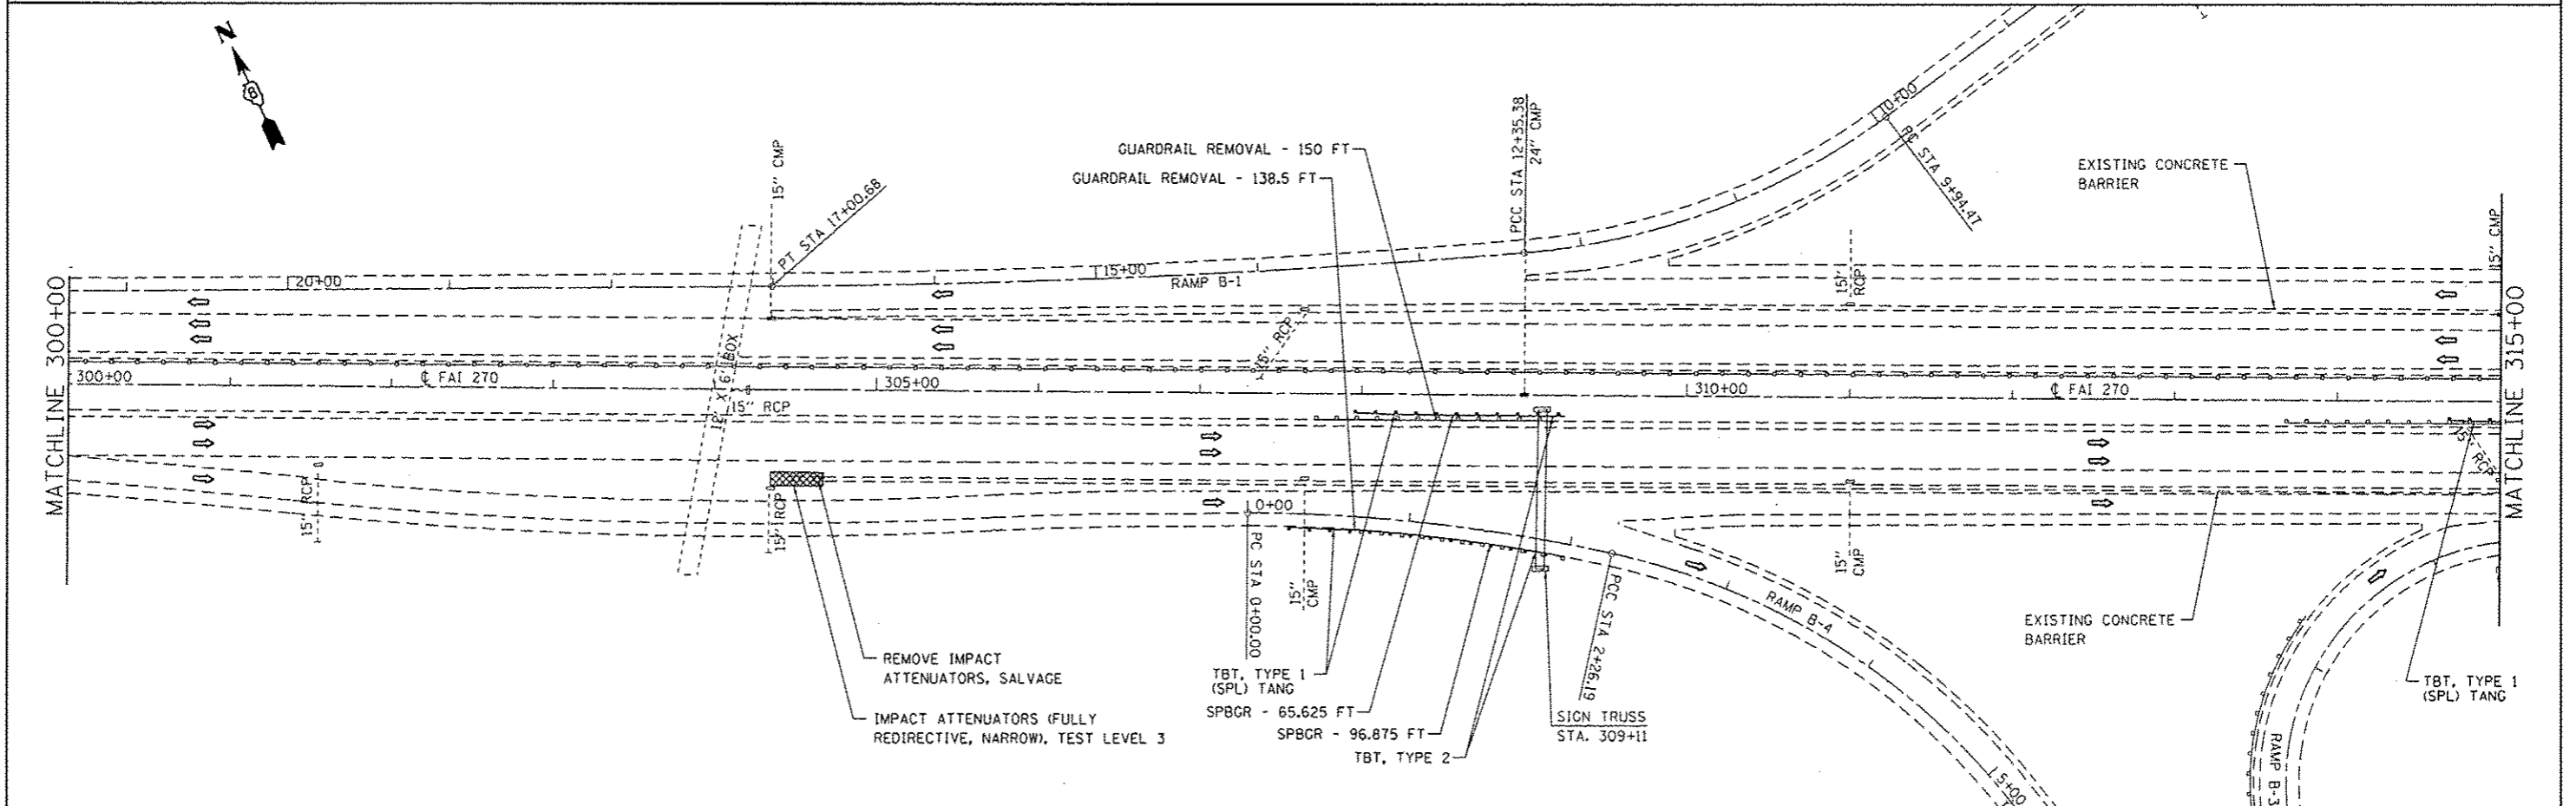 N
15" CMP
PT STA 17+00.68
GUARDRAIL REMOVAL - 150 FT
GUARDRAIL REMOVAL - 138.5 FT
PCC STA 12+35.38
24" CMP
10+00
PC STA 9+94.47
EXISTING CONCRETE
BARRIER
15" CMP
MATCHLINE 300+00
20+00
15+00
RAMP B-1
15"
RCP
MATCHLINE 315+00
12' X 6' BOX
15" RCP
300+00
℄ FAI 270
305+00
310+00
℄ FAI 270
15" RCP
15" RCP
15" RCP
15" RCP
0+00
PC STA 0+00.00
15"
CMP
PCC STA 2+26.19
15"
CMP
RAMP B-4
REMOVE IMPACT
ATTENUATORS, SALVAGE
IMPACT ATTENUATORS (FULLY
REDIRECTIVE, NARROW), TEST LEVEL 3
TBT, TYPE 1
(SPL) TANG
SPBGR - 65.625 FT
SPBGR - 96.875 FT
TBT, TYPE 2
SIGN TRUSS
STA. 309+11
EXISTING CONCRETE
BARRIER
TBT, TYPE 1
(SPL) TANG
RAMP B-3
5+00